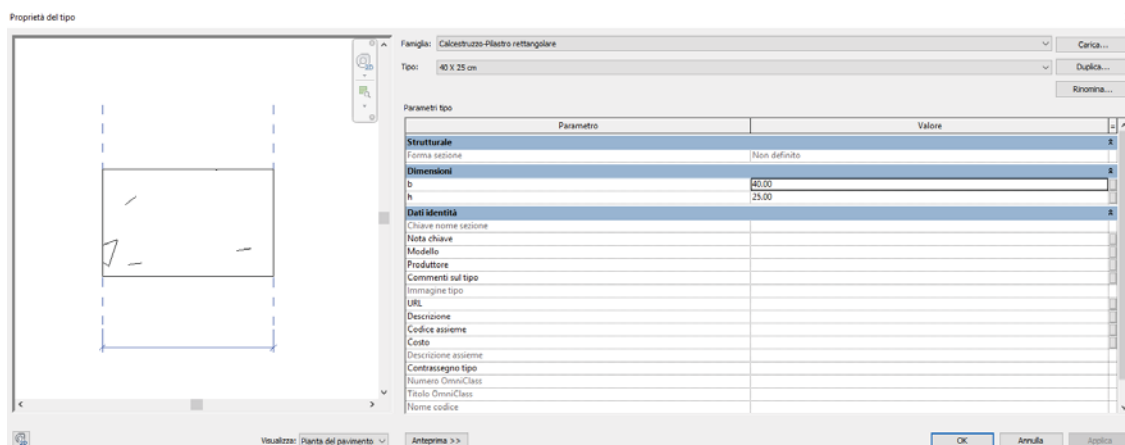 Proprietà del tipo
Famiglia: Calcestruzzo-Pilastro rettangolare Carica...
Tipo: 40 X 25 cm Duplica...
Rinomina...
Parametri tipo
Parametro Valore =
Strutturale
Forma sezione Non definito
Dimensioni
b 40.00
h 25.00
Dati identità
Chiave nome sezione
Nota chiave
Modello
Produttore
Commenti sul tipo
Immagine tipo
URL
Descrizione
Codice assieme
Costo
Descrizione assieme
Contrassegno tipo
Numero OmniClass
Titolo OmniClass
Nome codice
Visualizza: Pianta del pavimento Anteprima >> OK Annulla Applica